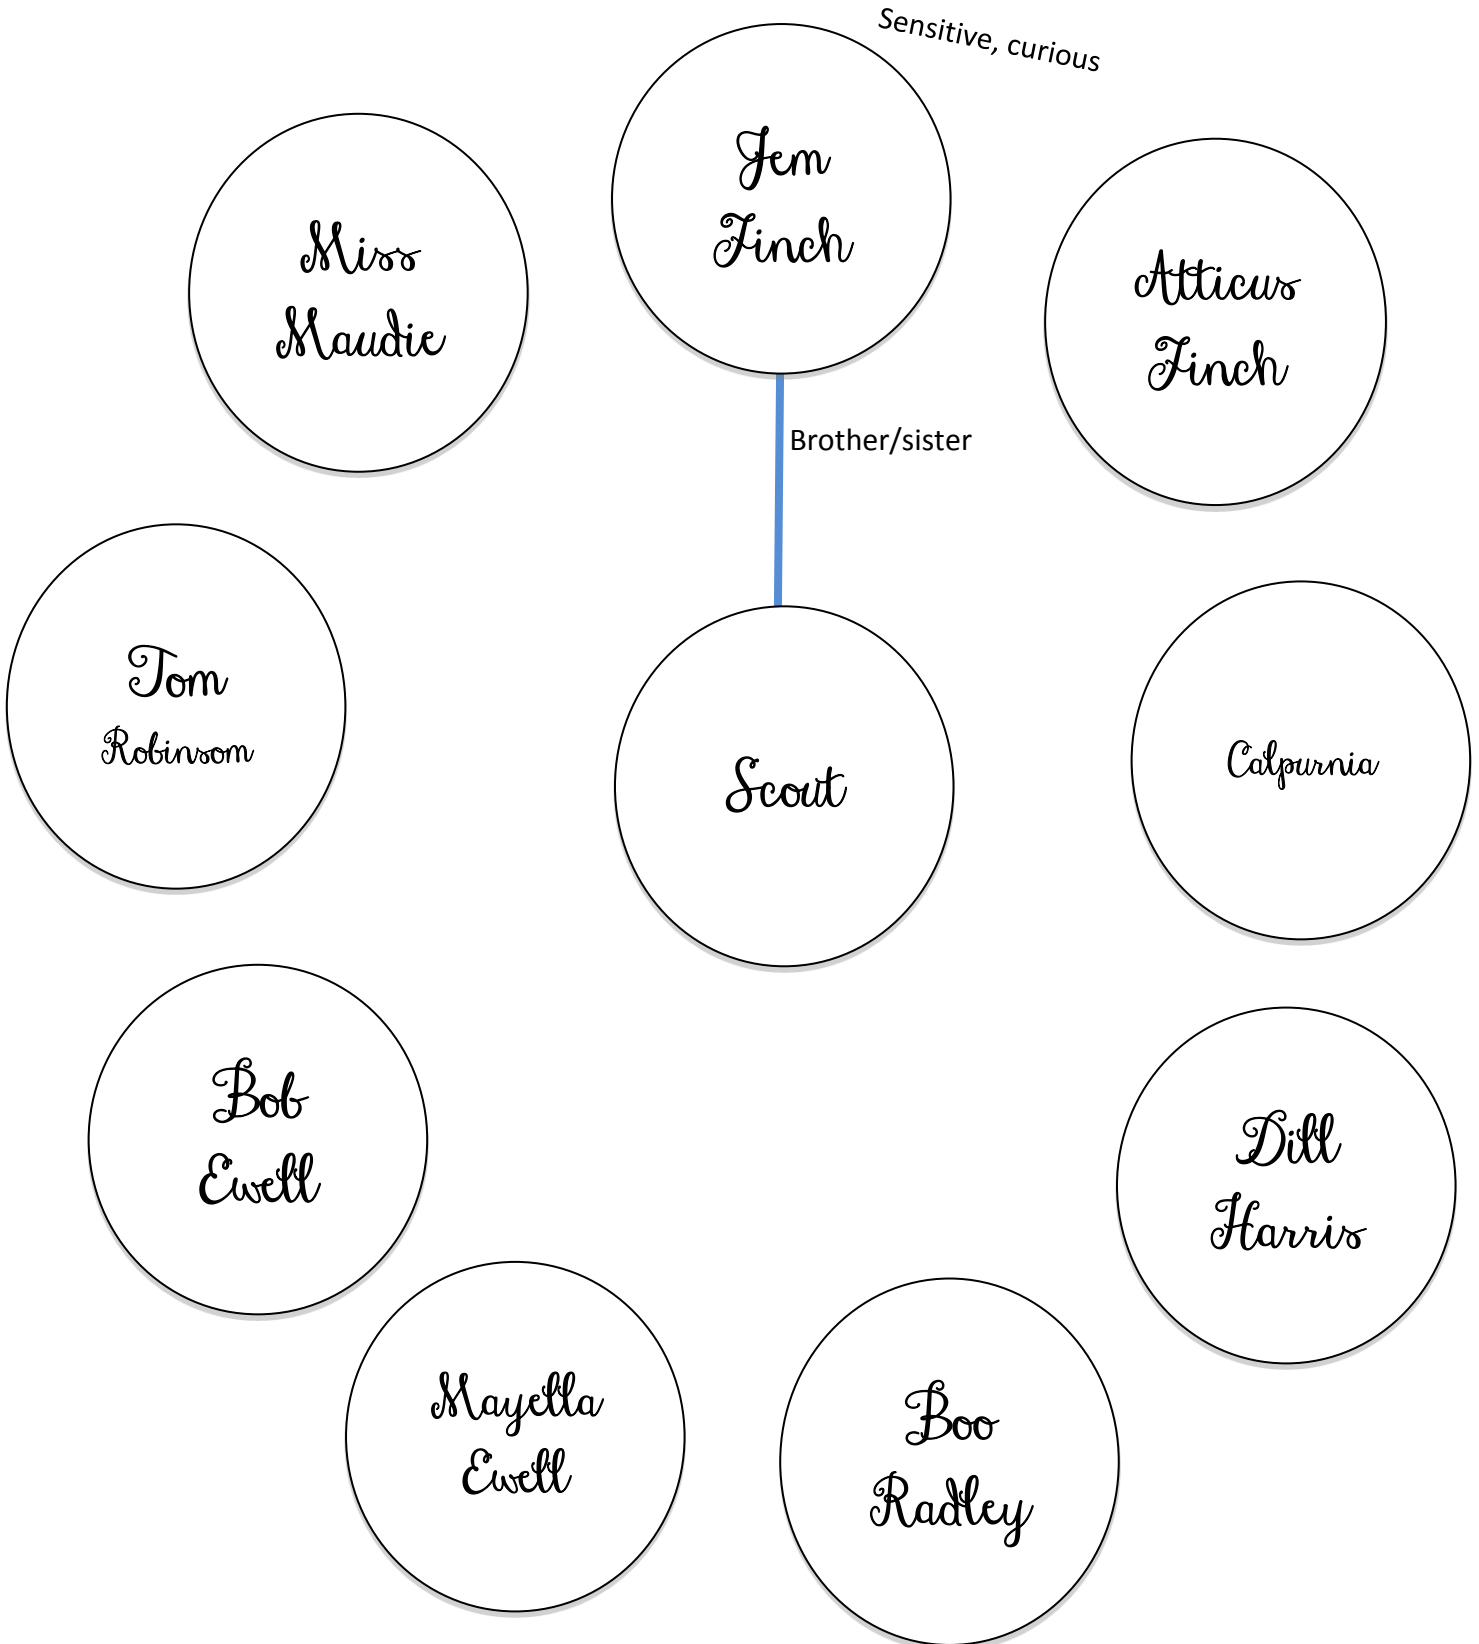 Sensitive, curious
Jem
Finch
Miss
Maudie
Atticus
Finch
Brother/sister
Tom
Robinsom
Scout
Calpurnia
Bob
Ewell
Dill
Harris
Mayella
Ewell
Boo
Radley